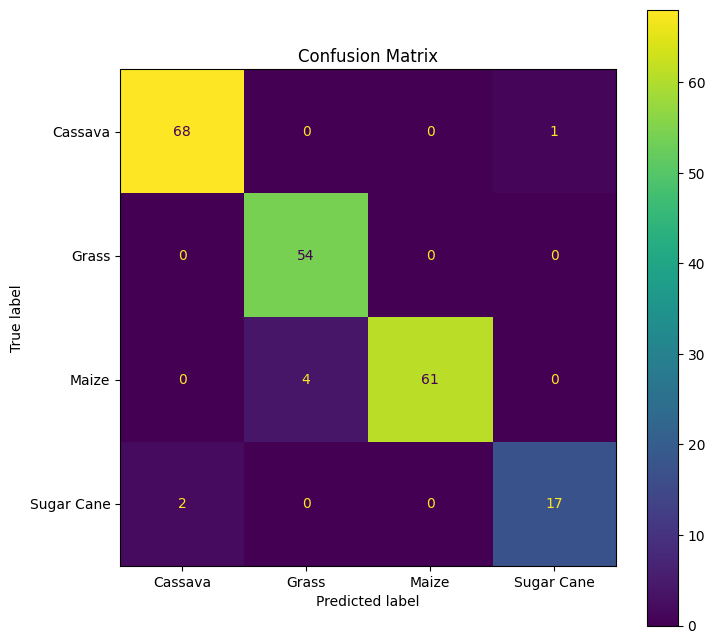 Confusion Matrix
Cassava 68 0 0 1
Grass 0 54 0 0
Maize 0 4 61 0
Sugar Cane 2 0 0 17
Cassava Grass Maize Sugar Cane
Predicted label
True label
60
50
40
30
20
10
0